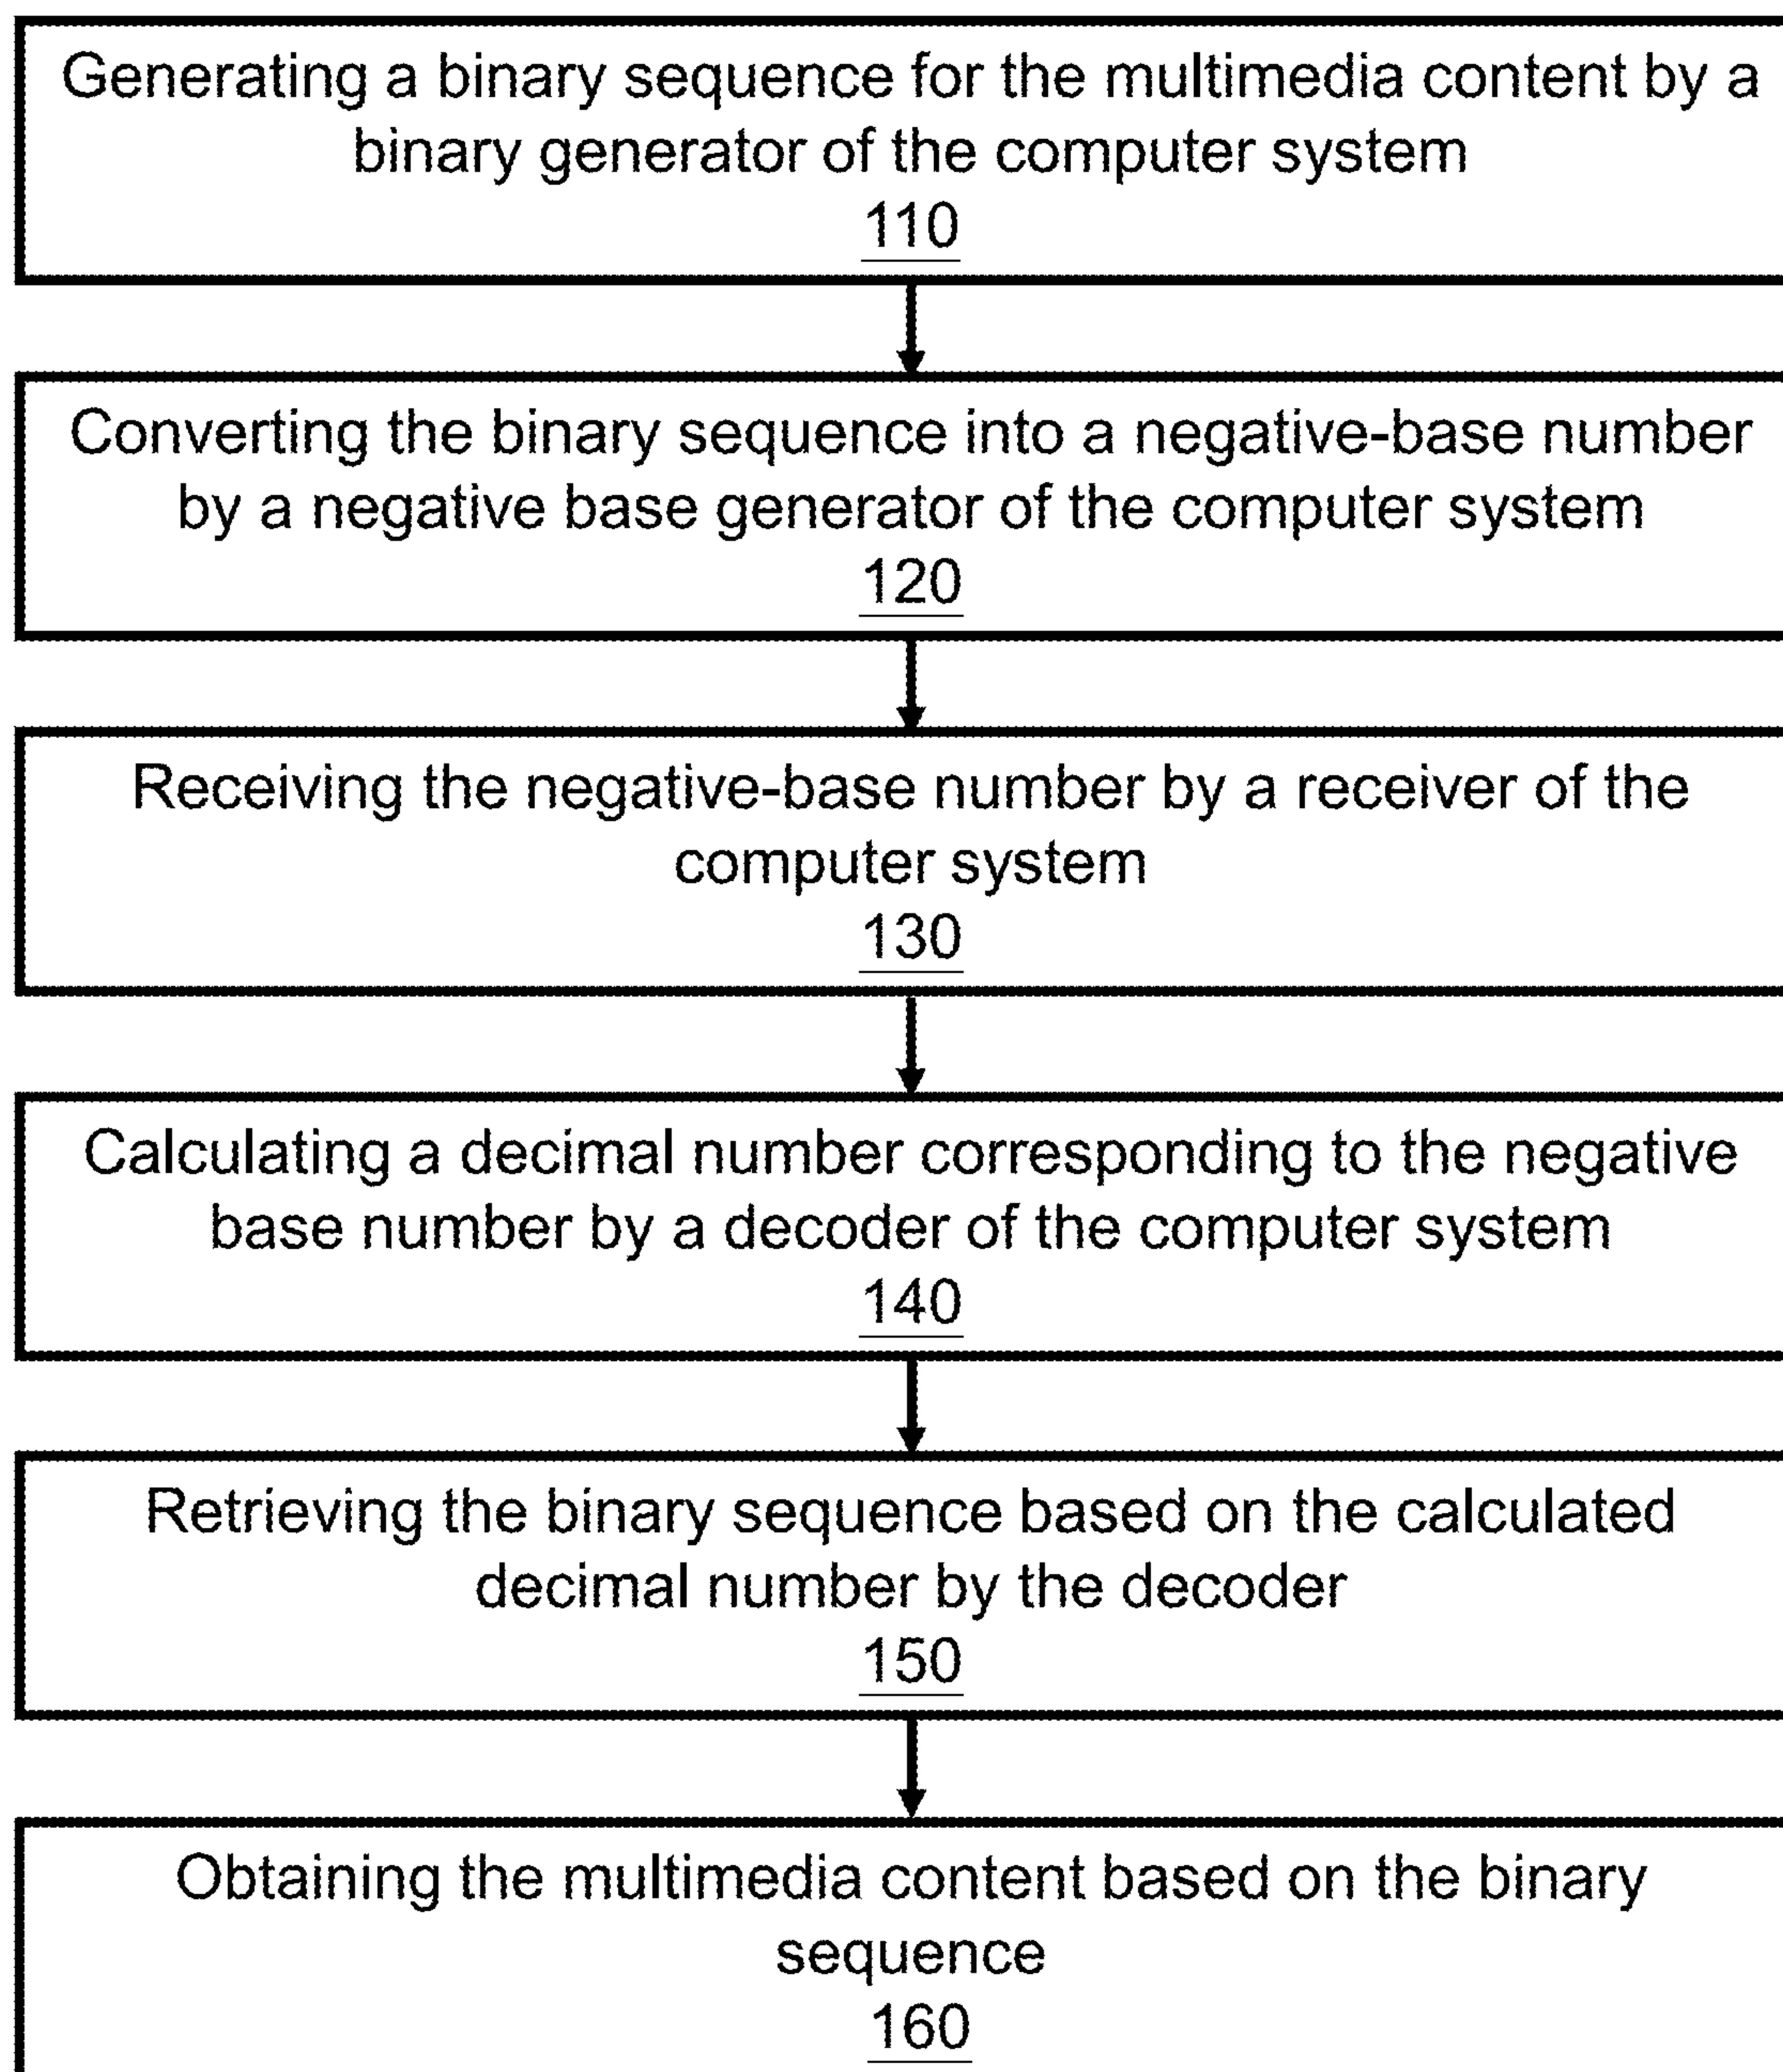 Generating a binary sequence for the multimedia content by a
binary generator of the computer system
110
Converting the binary sequence into a negative-base number
by a negative base generator of the computer system
120
Receiving the negative-base number by a receiver of the
computer system
130
Calculating a decimal number corresponding to the negative
base number by a decoder of the computer system
140
Retrieving the binary sequence based on the calculated
decimal number by the decoder
150
Obtaining the multimedia content based on the binary
sequence
160